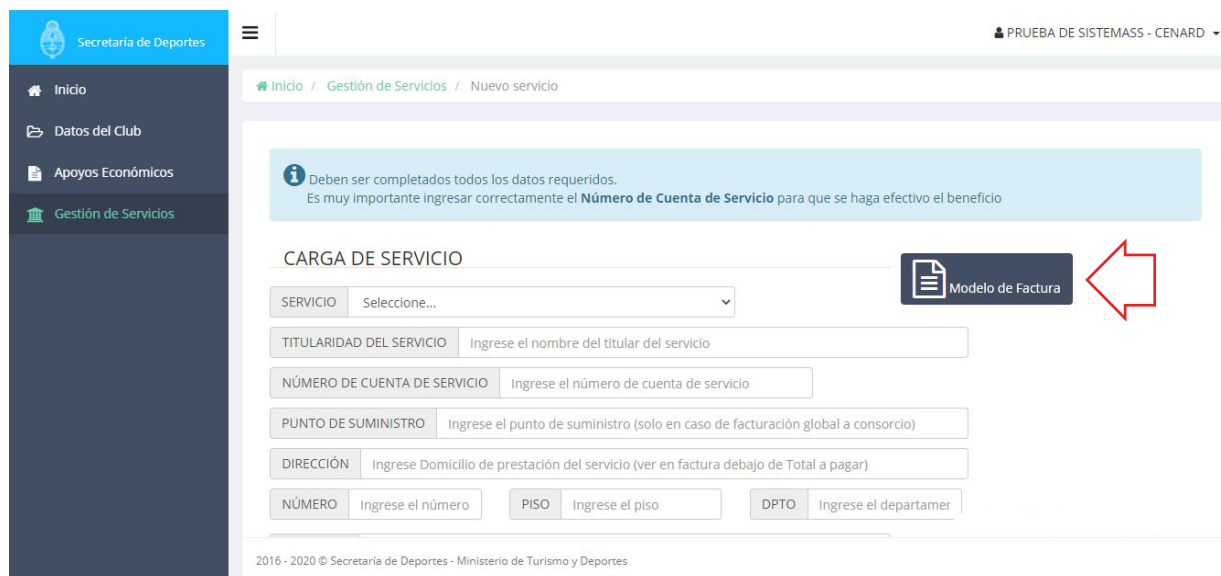 Secretaría de Deportes
PRUEBA DE SISTEMASS - CENARD
Inicio
Datos del Club
Apoyos Económicos
Gestión de Servicios
Inicio / Gestión de Servicios / Nuevo servicio
Deben ser completados todos los datos requeridos.
Es muy importante ingresar correctamente el Número de Cuenta de Servicio para que se haga efectivo el beneficio
CARGA DE SERVICIO
Modelo de Factura
SERVICIO Seleccione...
TITULARIDAD DEL SERVICIO Ingrese el nombre del titular del servicio
NÚMERO DE CUENTA DE SERVICIO Ingrese el número de cuenta de servicio
PUNTO DE SUMINISTRO Ingrese el punto de suministro (solo en caso de facturación global a consorcio)
DIRECCIÓN Ingrese Domicilio de prestación del servicio (ver en factura debajo de Total a pagar)
NÚMERO Ingrese el número PISO Ingrese el piso DPTO Ingrese el departamer
2016 - 2020 © Secretaría de Deportes - Ministerio de Turismo y Deportes